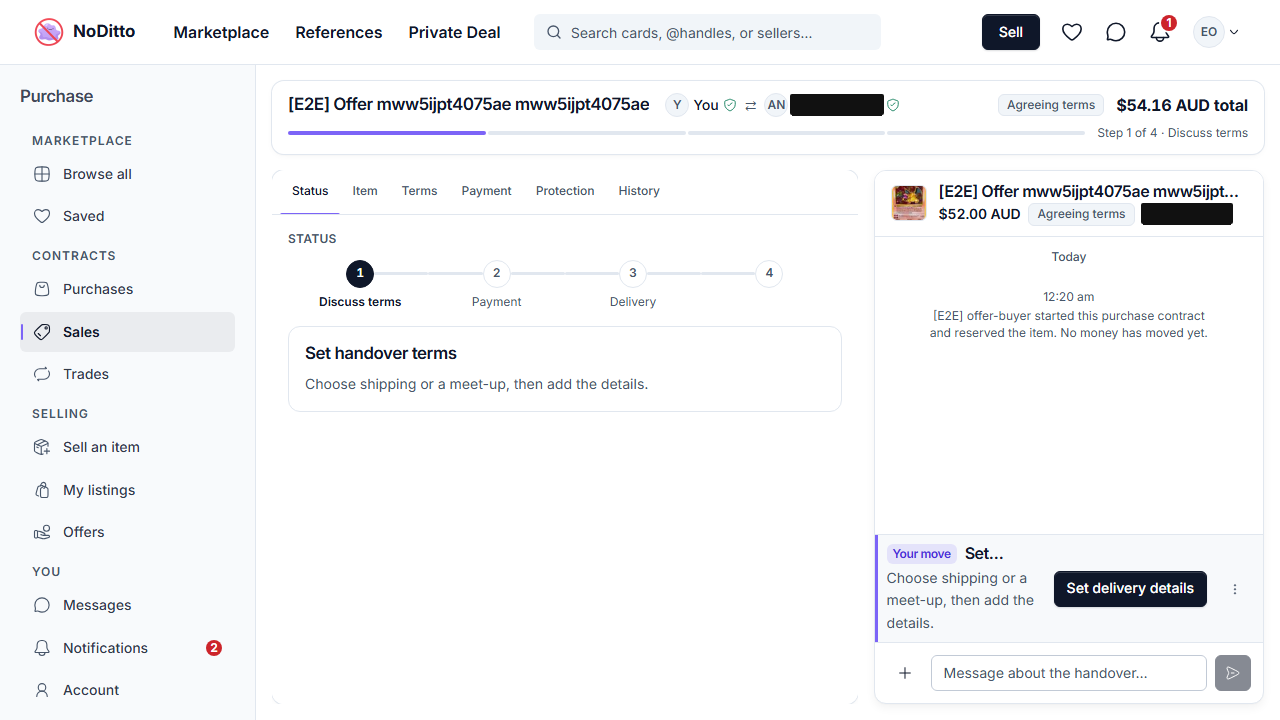 NoDitto
Marketplace References Private Deal
Search cards, @handles, or sellers...
Sell
1
EO
Purchase
MARKETPLACE
Browse all
Saved
CONTRACTS
Purchases
Sales
Trades
SELLING
Sell an item
My listings
Offers
YOU
Messages
Notifications 2
Account
[E2E] Offer mww5ijpt4075ae mww5ijpt4075ae
Y You AN
Agreeing terms $54.16 AUD total
Step 1 of 4 · Discuss terms
Status Item Terms Payment Protection History
STATUS
1 2 3 4
Discuss terms Payment Delivery
Set handover terms
Choose shipping or a meet-up, then add the details.
[E2E] Offer mww5ijpt4075ae mww5ijpt...
$52.00 AUD Agreeing terms
Today
12:20 am
[E2E] offer-buyer started this purchase contract
and reserved the item. No money has moved yet.
Your move Set...
Choose shipping or a
meet-up, then add the
details.
Set delivery details
Message about the handover...